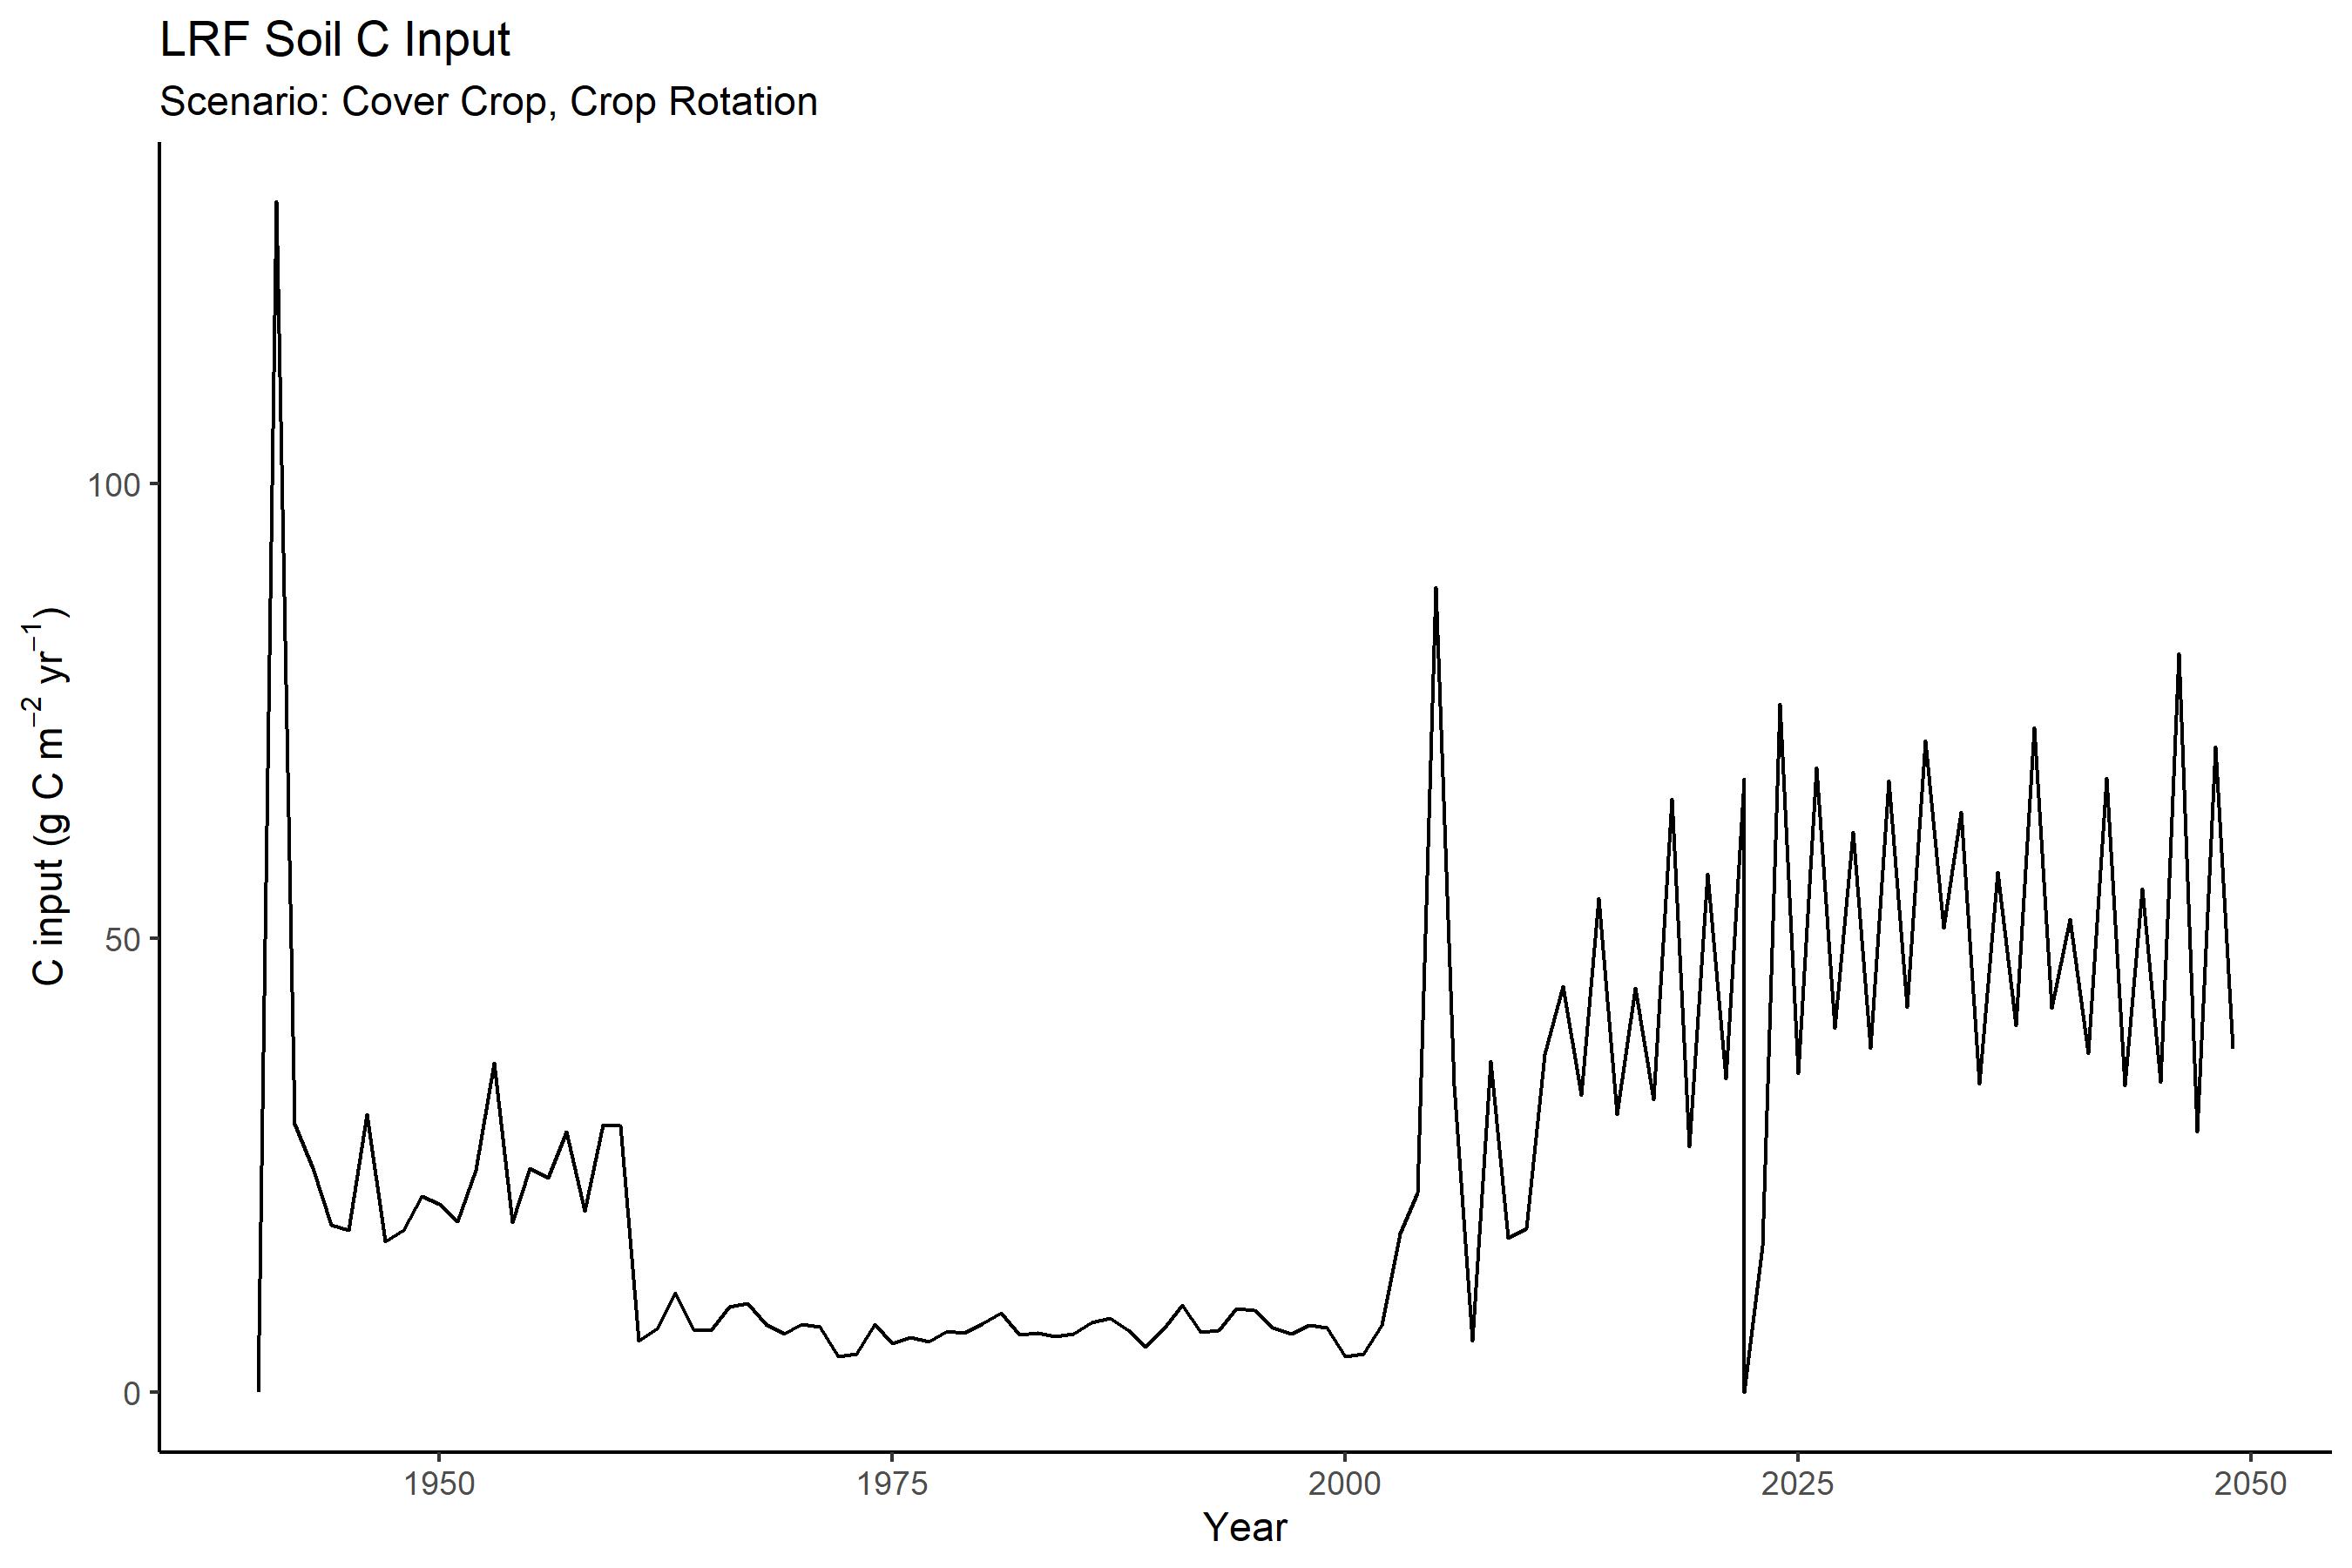 LRF Soil C Input
Scenario: Cover Crop, Crop Rotation
C input (g C m⁻² yr⁻¹)
100
50
0
1950 1975 2000 2025 2050
Year